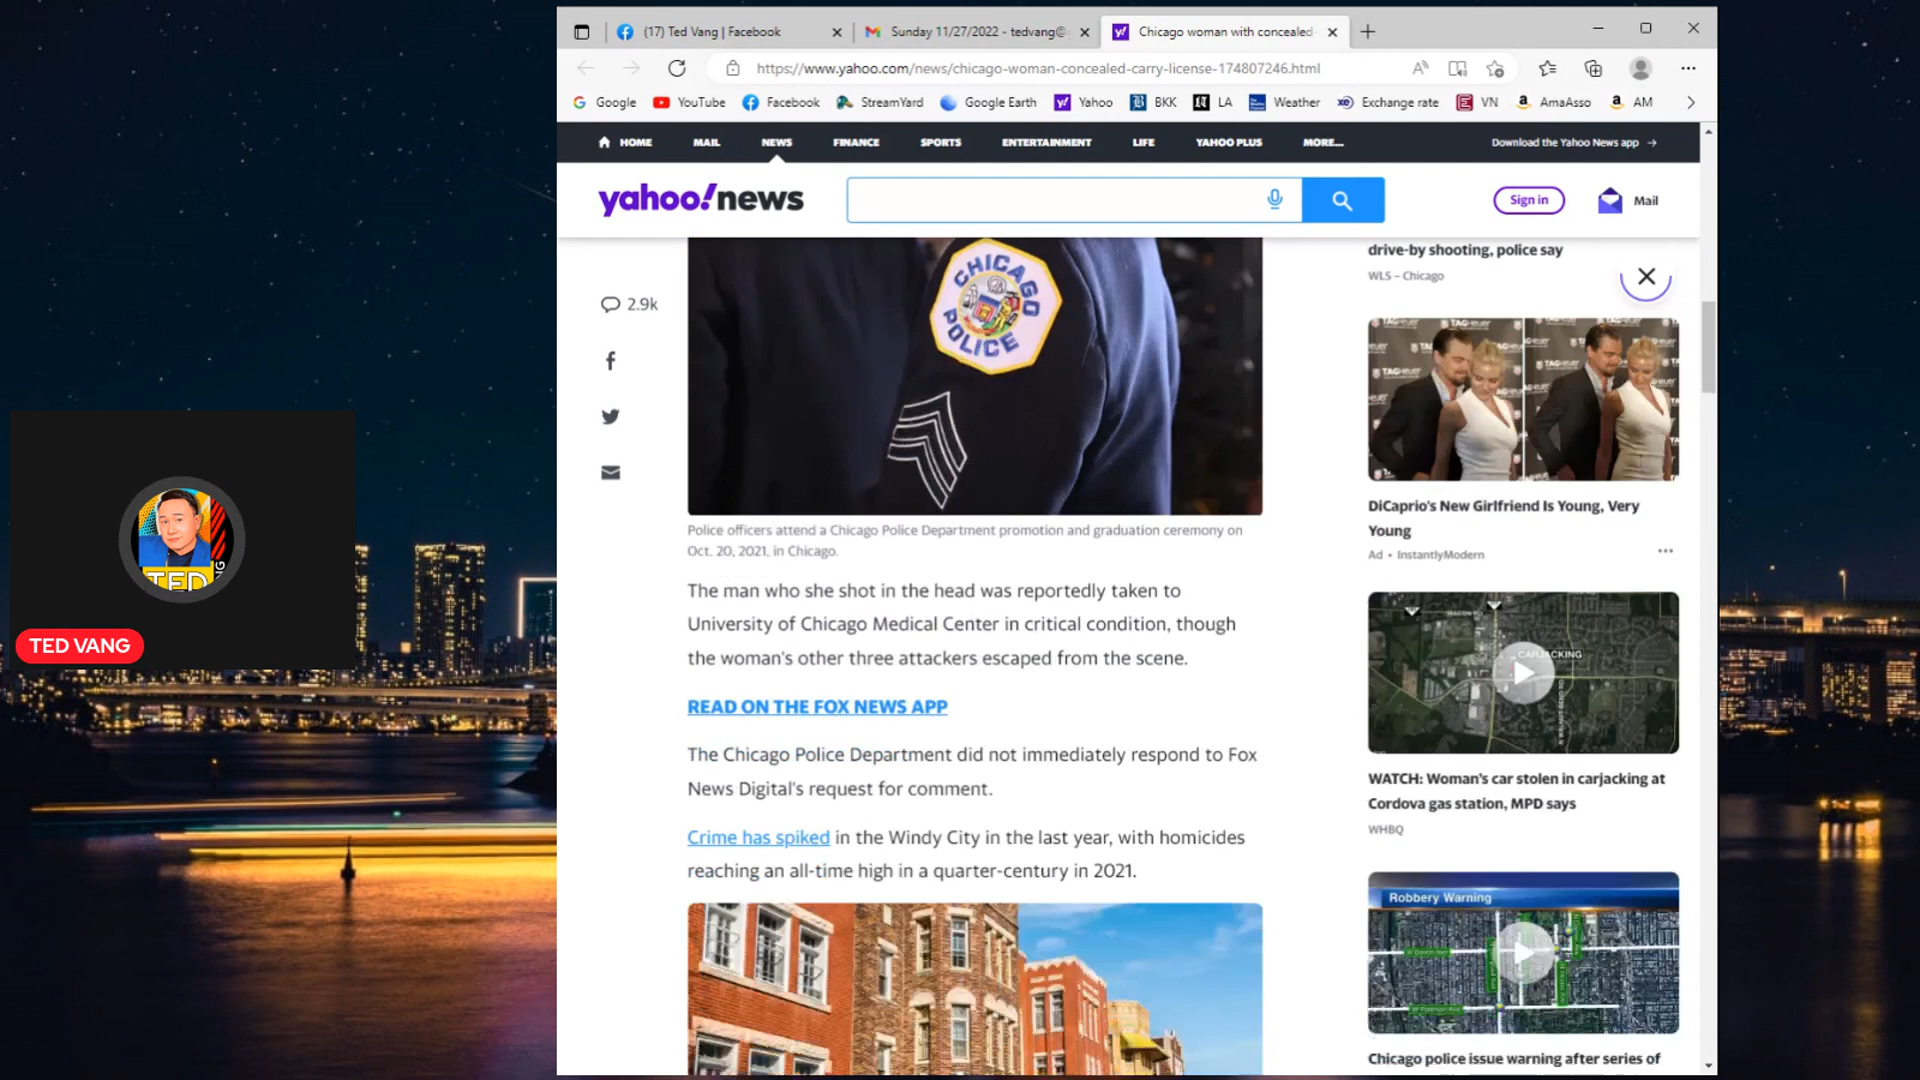 (17) Ted Vang | Facebook
Sunday 11/27/2022 - tedvang@
Chicago woman with concealed-
https://www.yahoo.com/news/chicago-woman-concealed-carry-license-174807246.html
Google YouTube Facebook StreamYard Google Earth Yahoo BKK LA Weather Exchange rate VN AmaAsso AM
HOME MAIL NEWS FINANCE SPORTS ENTERTAINMENT LIFE YAHOO PLUS MORE... Download the Yahoo News app →
yahoo!news
Sign in
Mail
2.9k
CHICAGO
POLICE
Police officers attend a Chicago Police Department promotion and graduation ceremony on
Oct. 20, 2021, in Chicago.
The man who she shot in the head was reportedly taken to
University of Chicago Medical Center in critical condition, though
the woman's other three attackers escaped from the scene.
READ ON THE FOX NEWS APP
The Chicago Police Department did not immediately respond to Fox
News Digital's request for comment.
Crime has spiked in the Windy City in the last year, with homicides
reaching an all-time high in a quarter-century in 2021.
drive-by shooting, police say
WLS – Chicago
TAGHeuer
DiCaprio's New Girlfriend Is Young, Very
Young
Ad • InstantlyModern
CARJACKING
WATCH: Woman's car stolen in carjacking at
Cordova gas station, MPD says
WHBQ
Robbery Warning
Chicago police issue warning after series of
TED
TED VANG